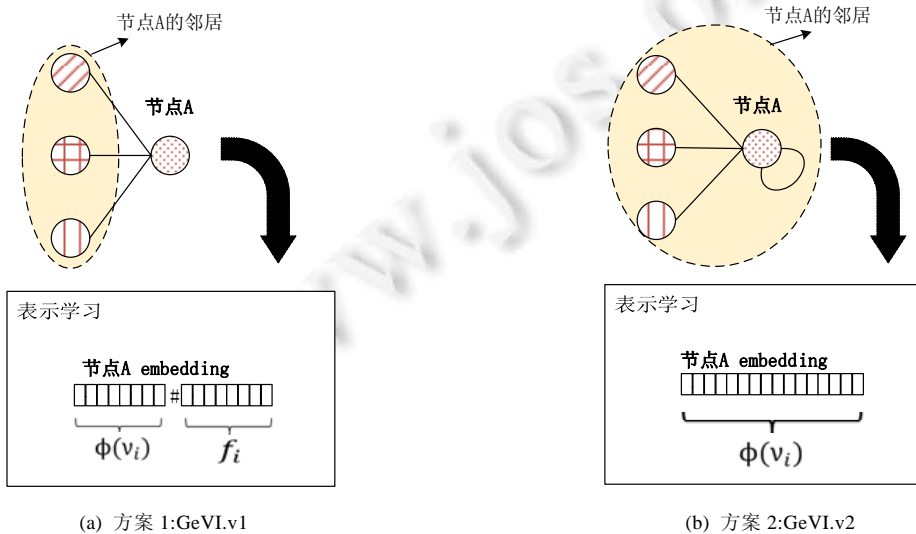 节点A的邻居
节点A
表示学习
节点A embedding
#
ϕ(v_i)
f_i
(a) 方案 1:GeVI.v1
节点A的邻居
节点A
表示学习
节点A embedding
ϕ(v_i)
(b) 方案 2:GeVI.v2
w.jos.o